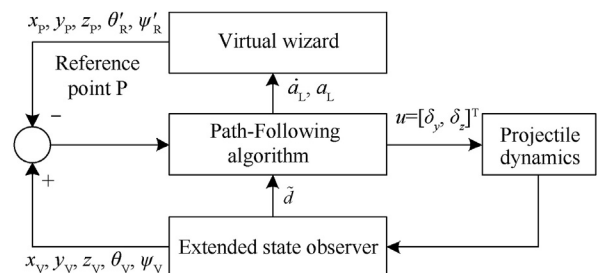 x_P, y_P, z_P, θ′_R, ψ′_R
Virtual wizard
Reference
point P
ȧ_L, a_L
−
Path-Following
algorithm
u=[δ_y, δ_z]^T
Projectile
dynamics
+
d̃
Extended state observer
x_V, y_V, z_V, θ_V, ψ_V